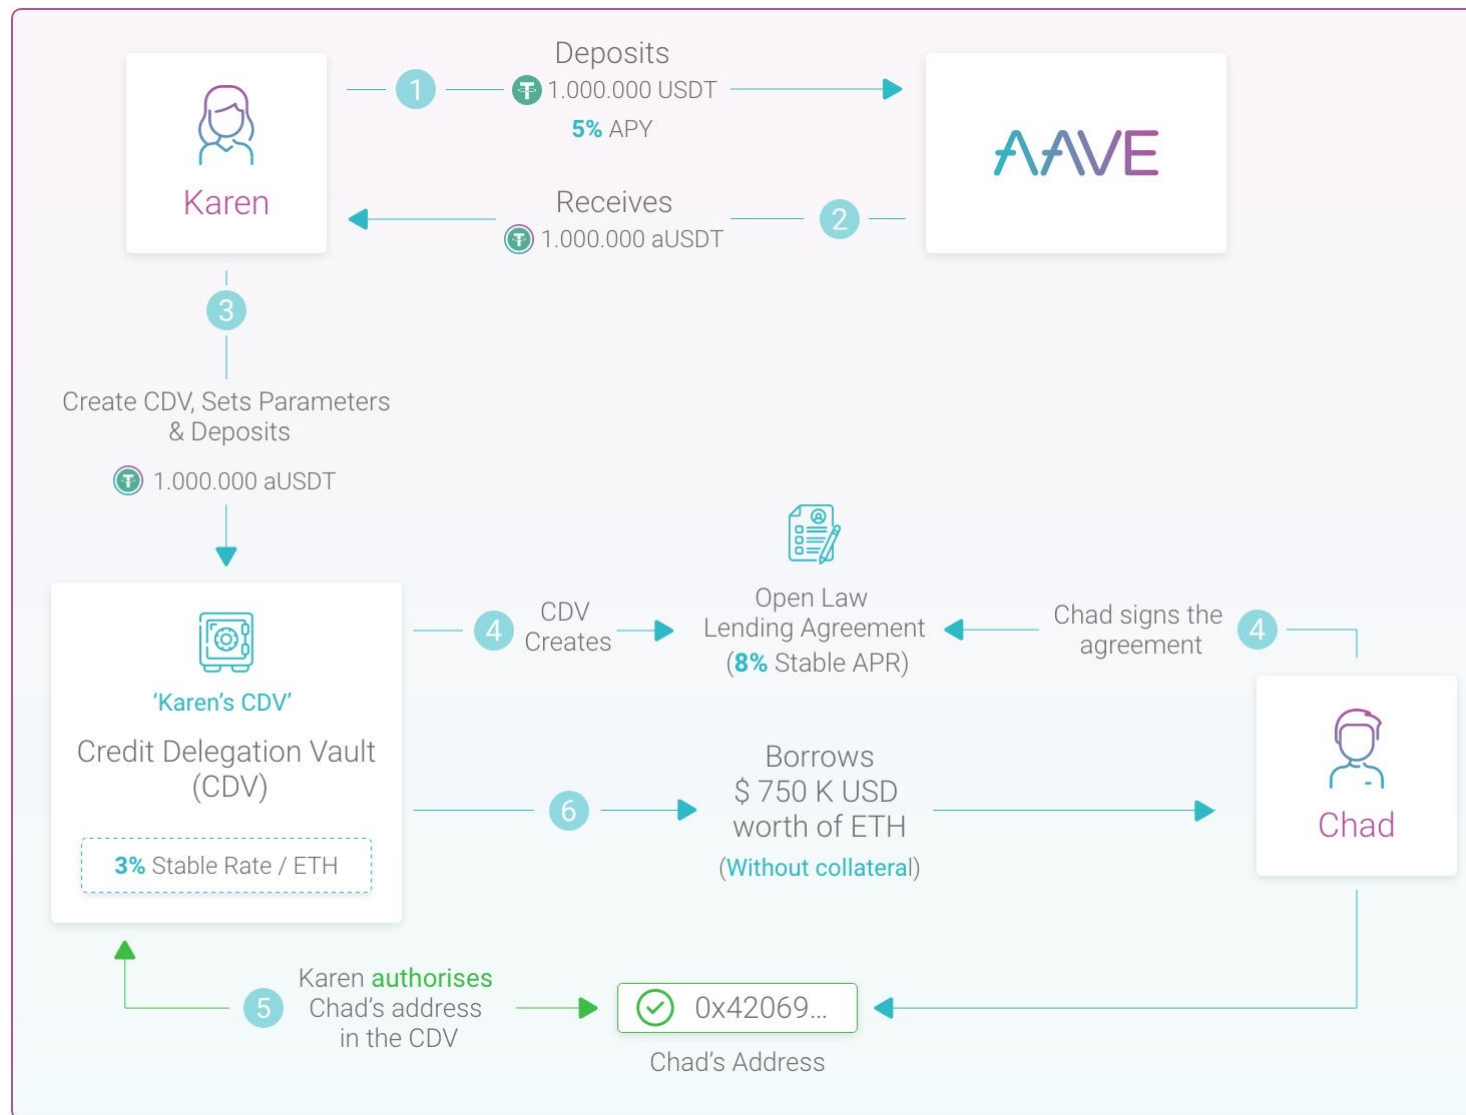 Deposits
1
1.000.000 USDT
5% APY
Karen
AAVE
Receives
2
1.000.000 aUSDT
3
Create CDV, Sets Parameters
& Deposits
1.000.000 aUSDT
4
CDV
Creates
Open Law
Lending Agreement
(8% Stable APR)
Chad signs the
agreement
4
'Karen's CDV'
Credit Delegation Vault
(CDV)
3% Stable Rate / ETH
6
Borrows
$ 750 K USD
worth of ETH
(Without collateral)
Chad
5
Karen authorises
Chad's address
in the CDV
0x42069...
Chad's Address